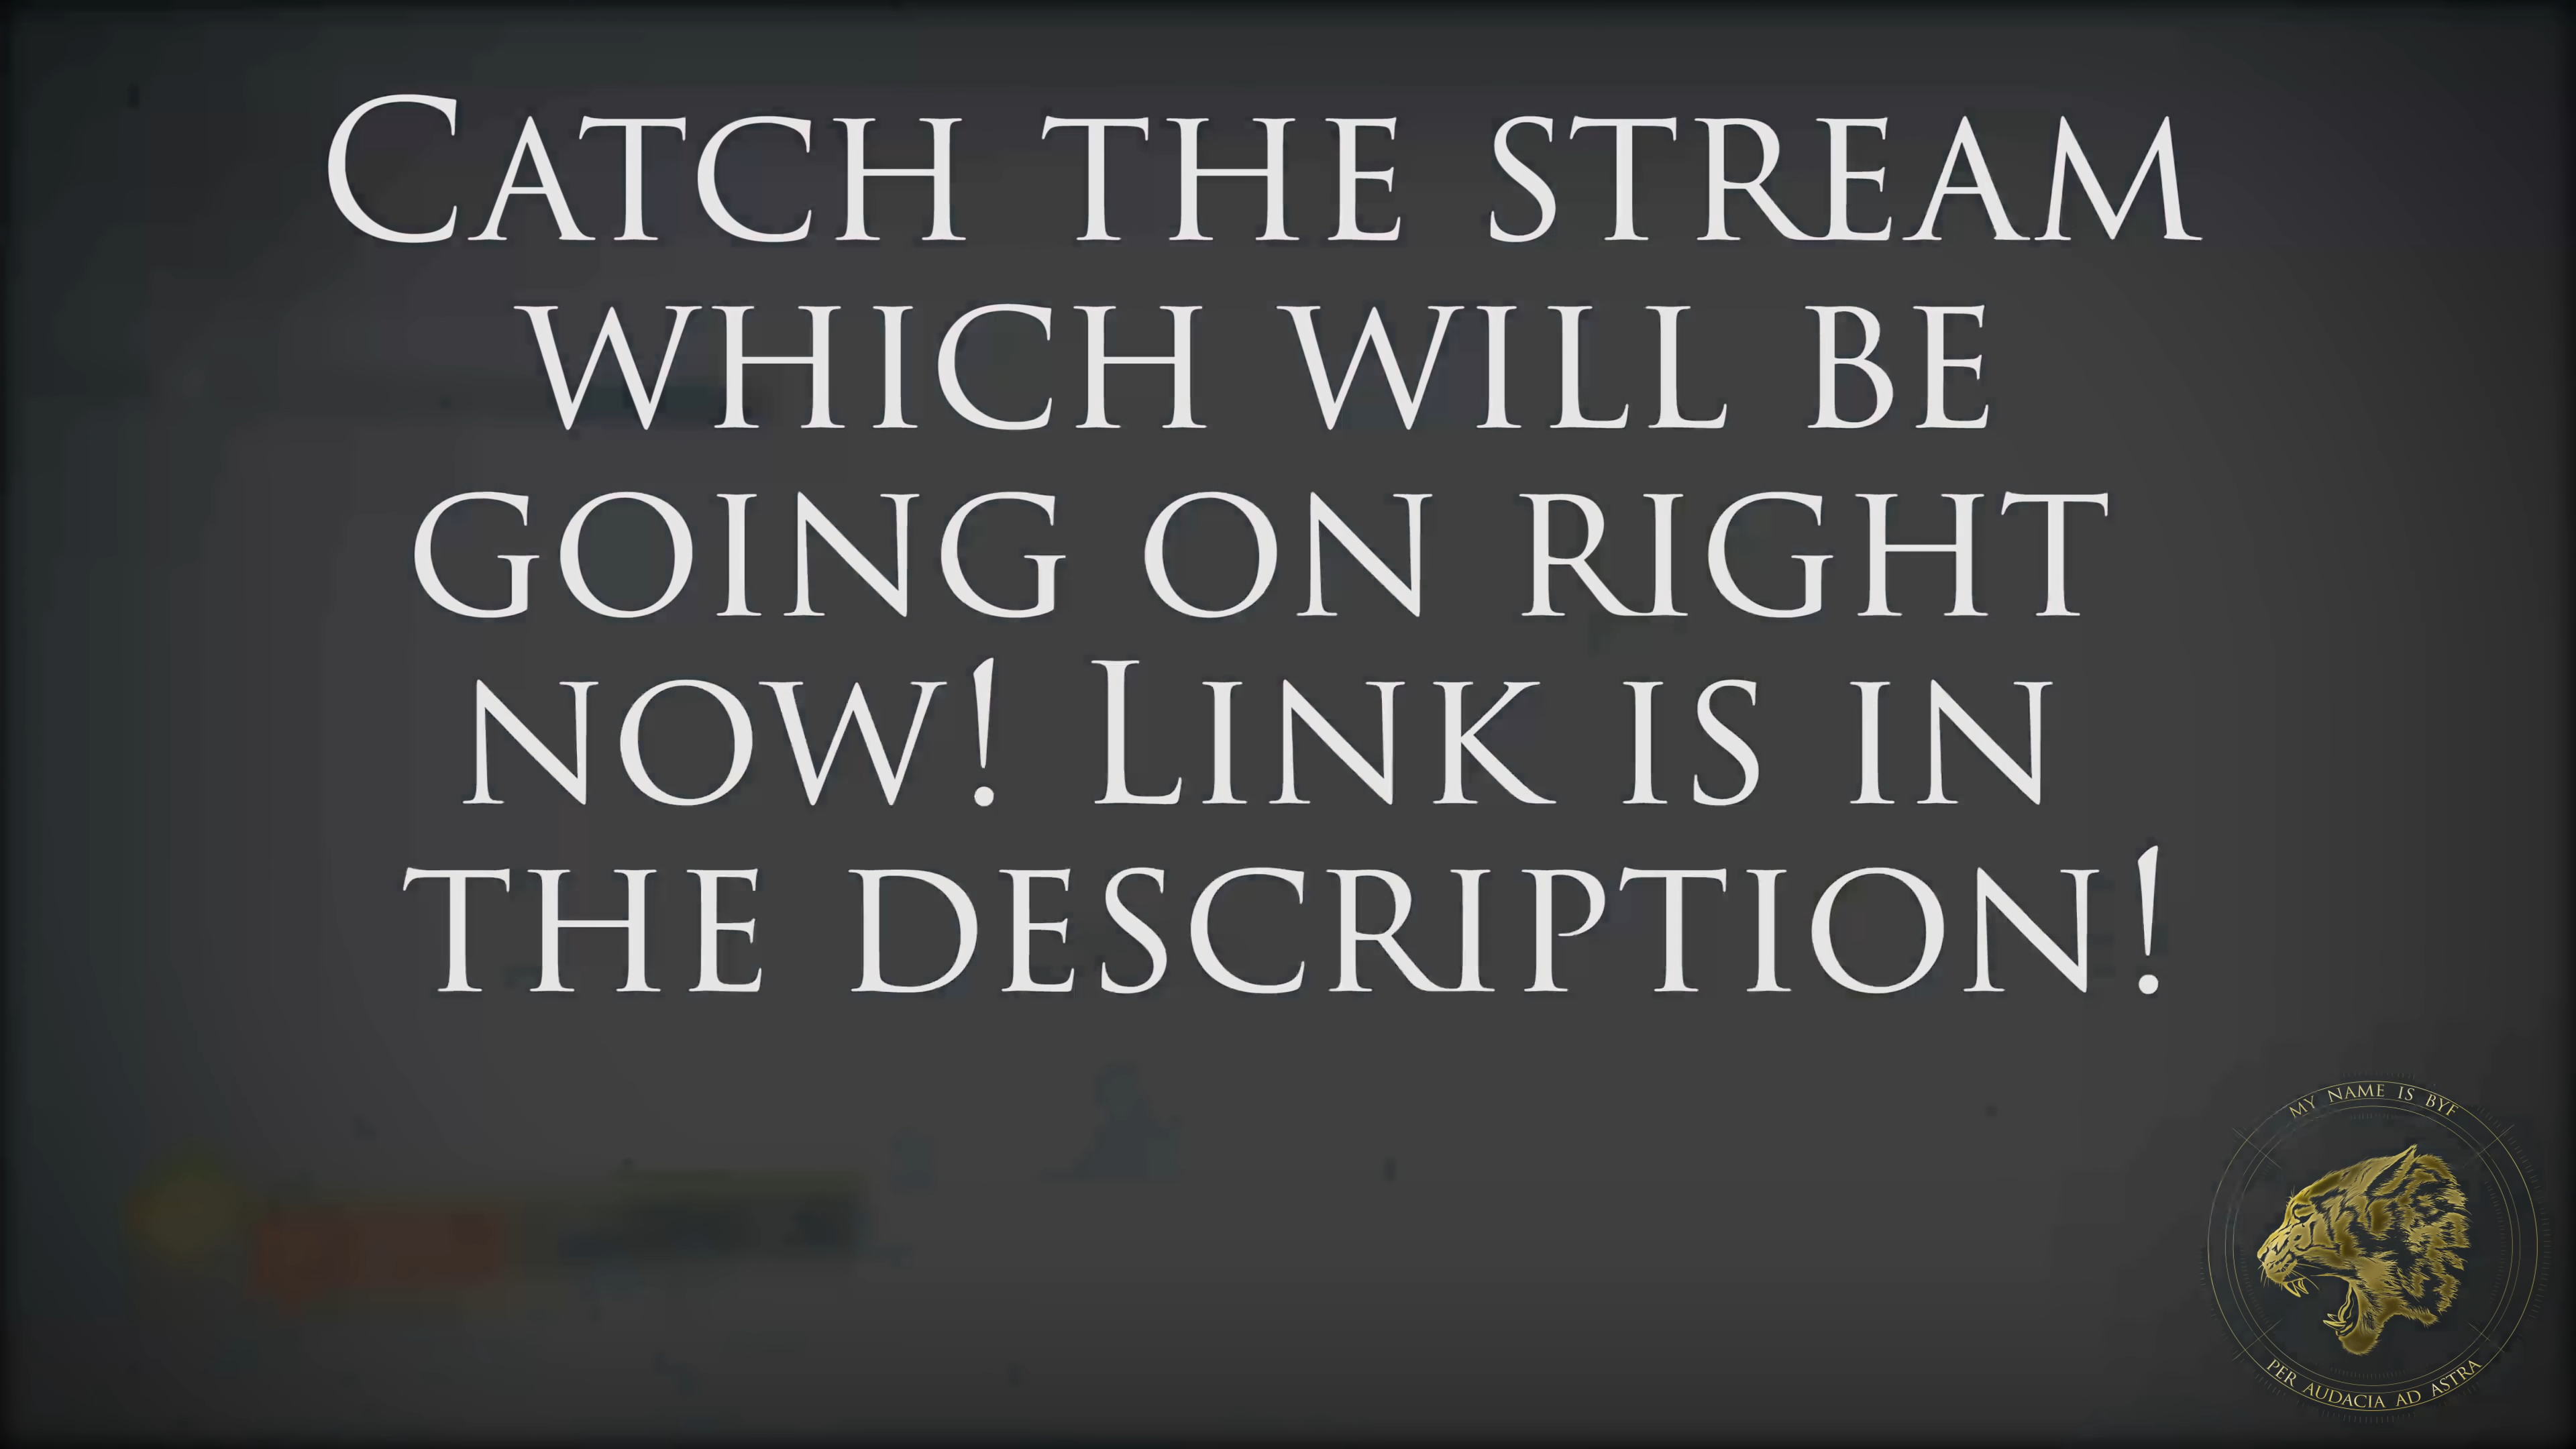 Catch the stream
which will be
going on right
now! Link is in
the description!
MY NAME IS BYF
PER AUDACIA AD ASTRA